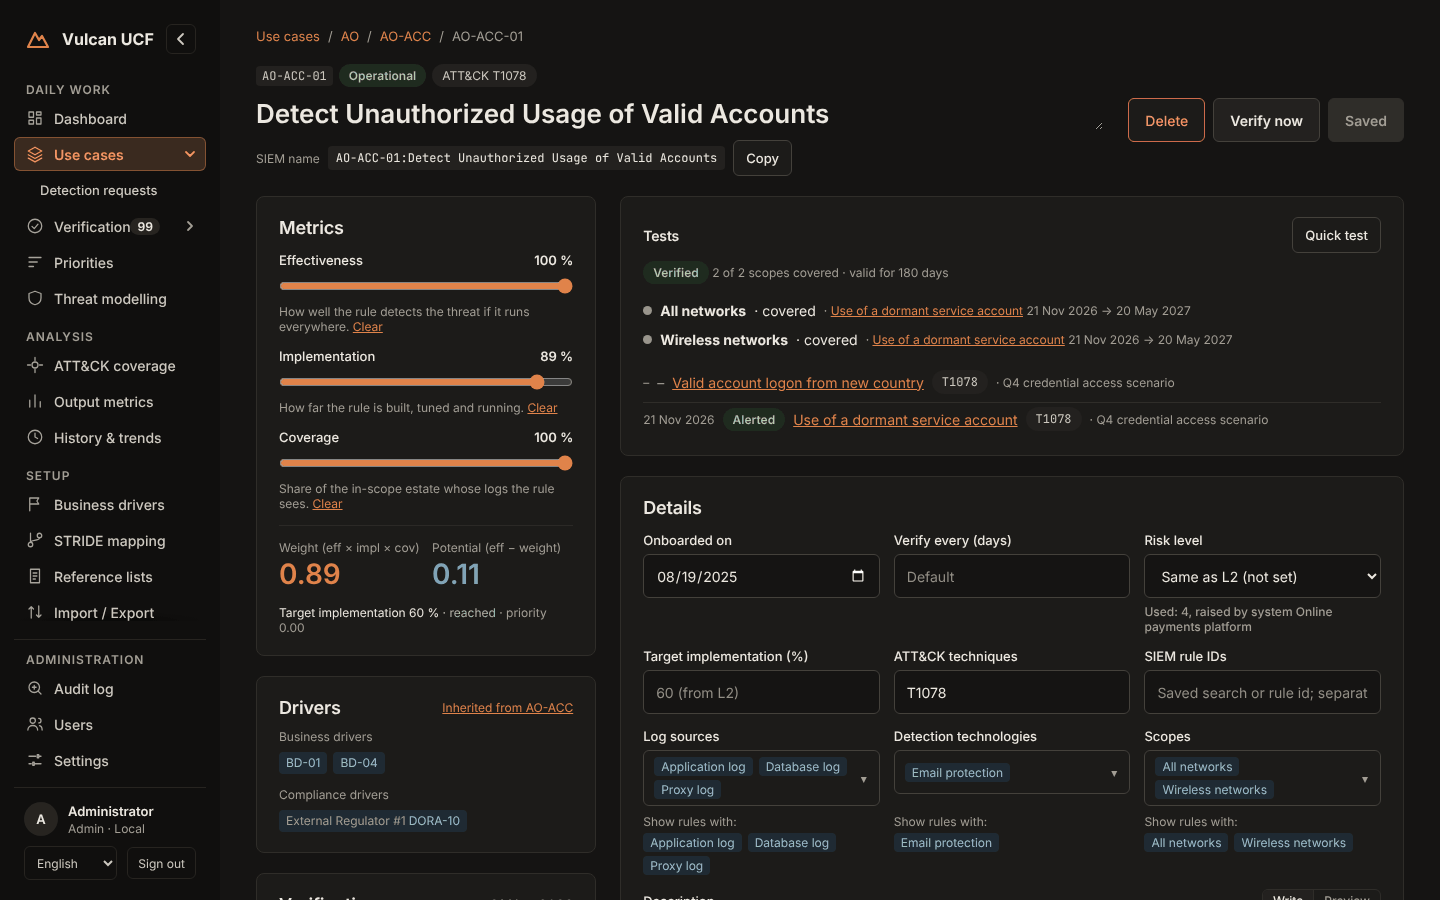 Vulcan UCF
DAILY WORK
Dashboard
Use cases
Detection requests
Verification 99
Priorities
Threat modelling
ANALYSIS
ATT&CK coverage
Output metrics
History & trends
SETUP
Business drivers
STRIDE mapping
Reference lists
Import / Export
ADMINISTRATION
Audit log
Users
Settings
A
Administrator
Admin · Local
English
Sign out
Use cases / AO / AO-ACC / AO-ACC-01
AO-ACC-01 Operational ATT&CK T1078
Detect Unauthorized Usage of Valid Accounts
Delete
Verify now
Saved
SIEM name AO-ACC-01:Detect Unauthorized Usage of Valid Accounts Copy
Metrics
Effectiveness 100 %
How well the rule detects the threat if it runs
everywhere. Clear
Implementation 89 %
How far the rule is built, tuned and running. Clear
Coverage 100 %
Share of the in-scope estate whose logs the rule
sees. Clear
Weight (eff × impl × cov) Potential (eff − weight)
0.89 0.11
Target implementation 60 % · reached · priority
0.00
Drivers Inherited from AO-ACC
Business drivers
BD-01 BD-04
Compliance drivers
External Regulator #1 DORA-10
Tests Quick test
Verified 2 of 2 scopes covered · valid for 180 days
All networks · covered · Use of a dormant service account 21 Nov 2026 → 20 May 2027
Wireless networks · covered · Use of a dormant service account 21 Nov 2026 → 20 May 2027
– – Valid account logon from new country T1078 · Q4 credential access scenario
21 Nov 2026 Alerted Use of a dormant service account T1078 · Q4 credential access scenario
Details
Onboarded on Verify every (days) Risk level
08/19/2025 Default Same as L2 (not set)
Used: 4, raised by system Online
payments platform
Target implementation (%) ATT&CK techniques SIEM rule IDs
60 (from L2) T1078 Saved search or rule id; separat
Log sources Detection technologies Scopes
Application log Database log
Proxy log
Email protection
All networks
Wireless networks
Show rules with: Show rules with: Show rules with:
Application log Database log Email protection All networks Wireless networks
Proxy log